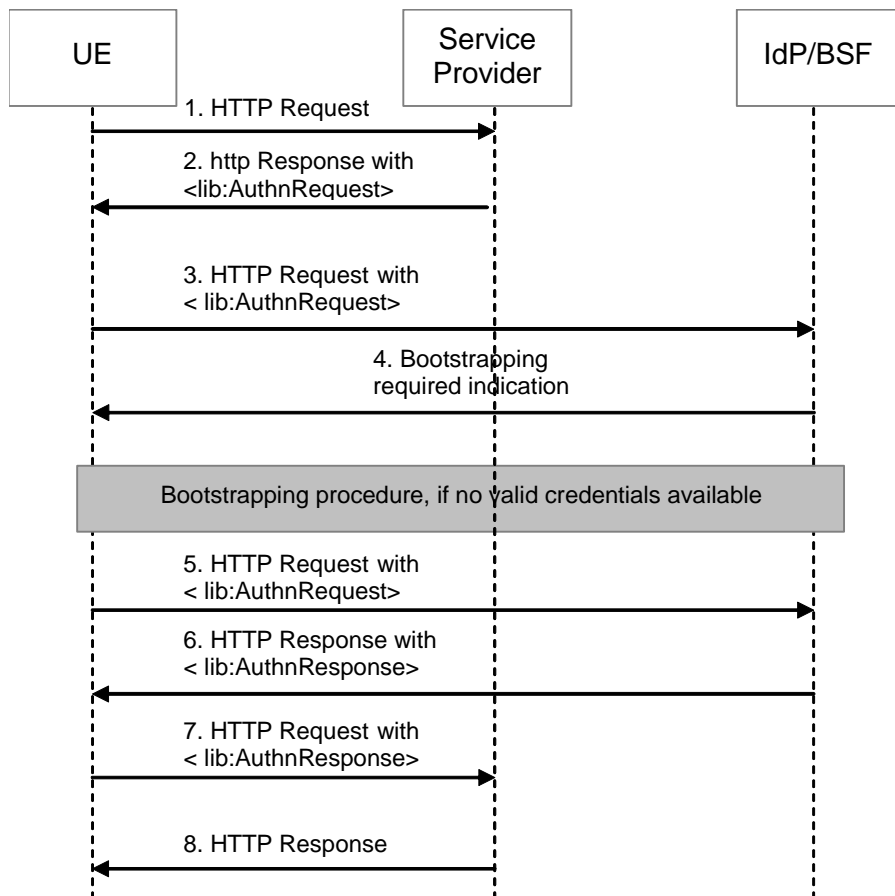 UE
Service
Provider
IdP/BSF
1. HTTP Request
2. http Response with
<lib:AuthnRequest>
3. HTTP Request with
< lib:AuthnRequest>
4. Bootstrapping
required indication
Bootstrapping procedure, if no valid credentials available
5. HTTP Request with
< lib:AuthnRequest>
6. HTTP Response with
< lib:AuthnResponse>
7. HTTP Request with
< lib:AuthnResponse>
8. HTTP Response